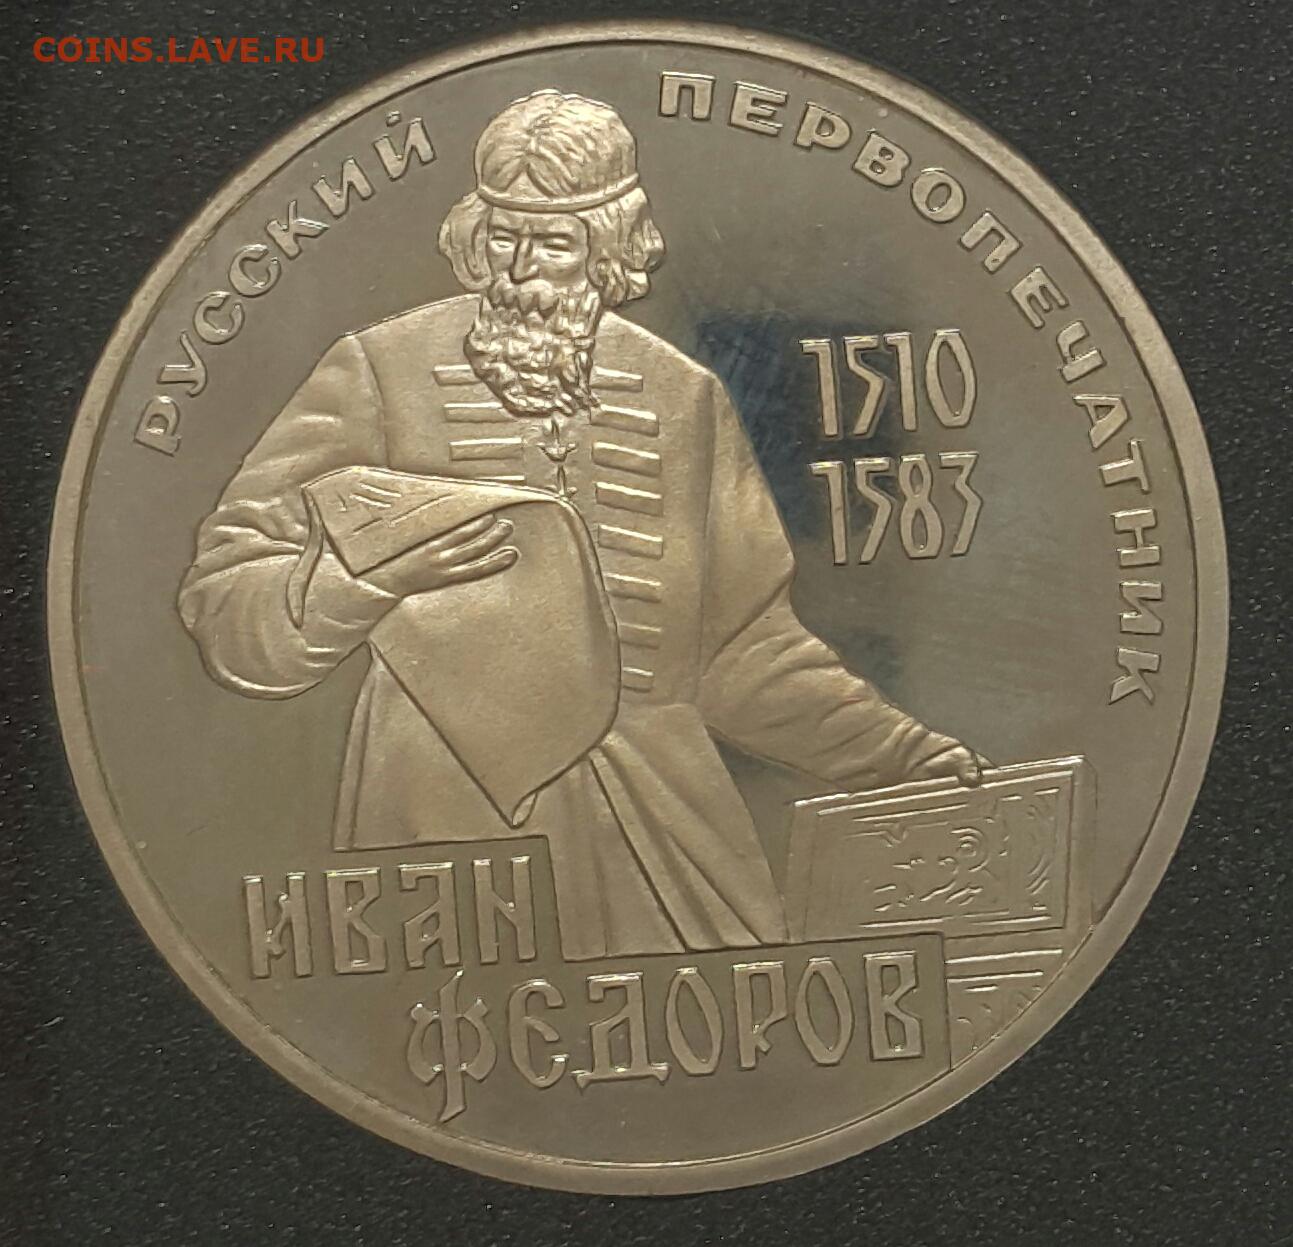 COINS.LAVE.RU
РУССКИЙ ПЕРВОПЕЧАТНИК
1510
1583
ИВАН
ФЕДОРОВ